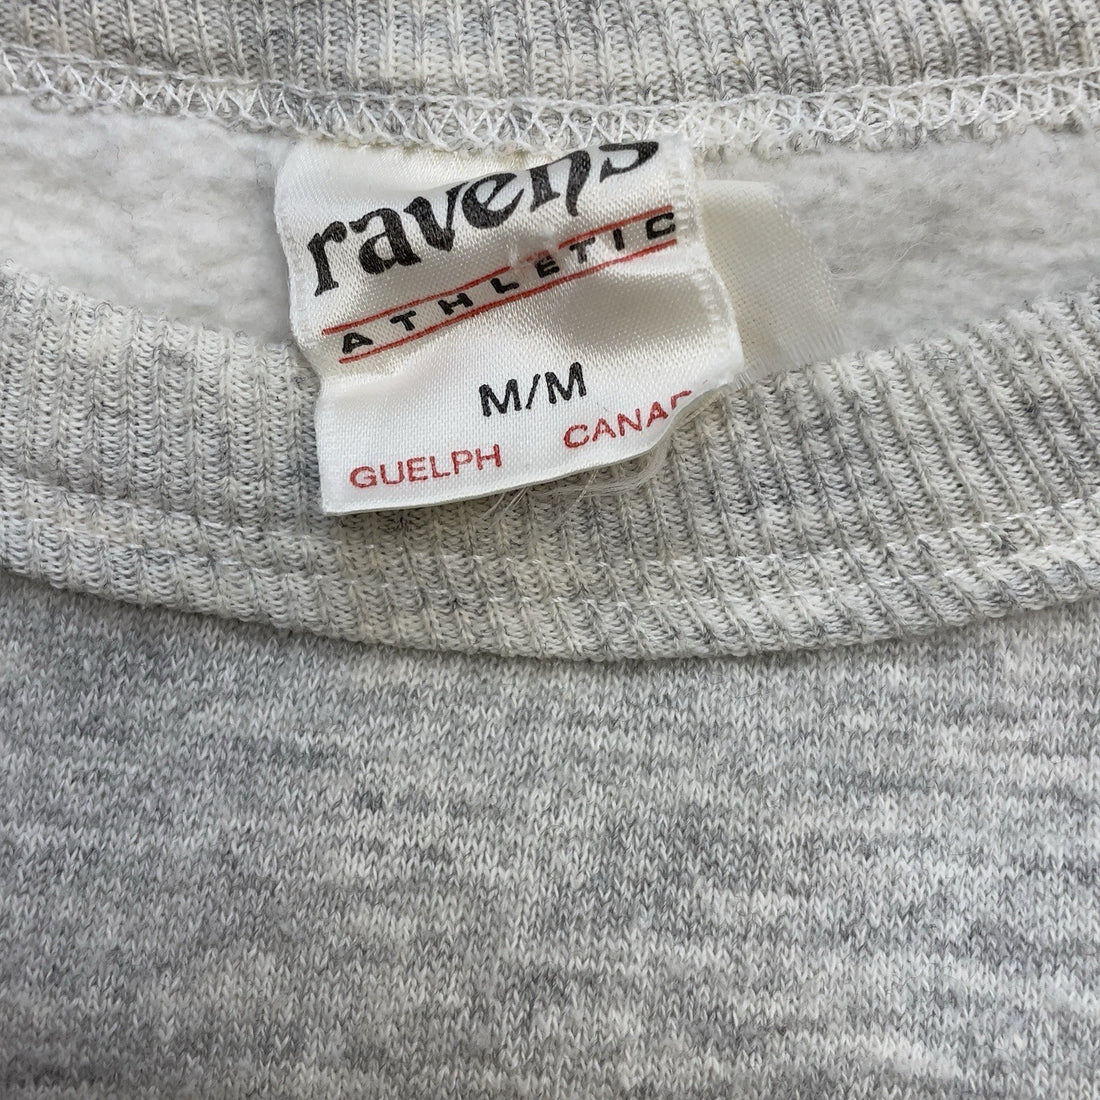 ravens
ATHLETIC
M/M
GUELPH CANAD